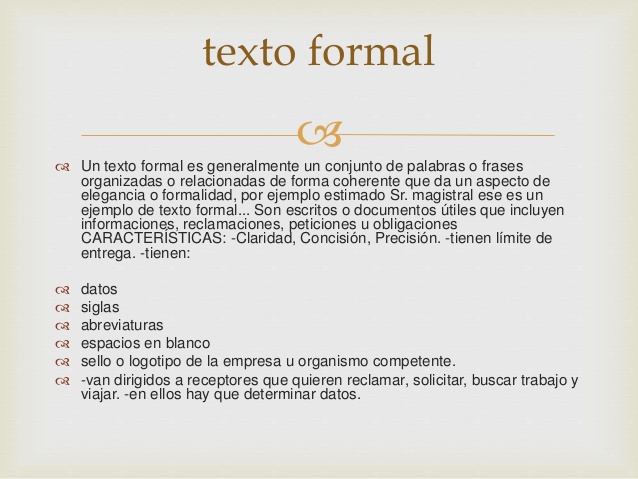 texto formal
Un texto formal es generalmente un conjunto de palabras o frases
organizadas o relacionadas de forma coherente que da un aspecto de
elegancia o formalidad, por ejemplo estimado Sr. magistral ese es un
ejemplo de texto formal... Son escritos o documentos útiles que incluyen
informaciones, reclamaciones, peticiones u obligaciones
CARACTERÍSTICAS: -Claridad, Concisión, Precisión. -tienen límite de
entrega. -tienen:
datos
siglas
abreviaturas
espacios en blanco
sello o logotipo de la empresa u organismo competente.
-van dirigidos a receptores que quieren reclamar, solicitar, buscar trabajo y
viajar. -en ellos hay que determinar datos.